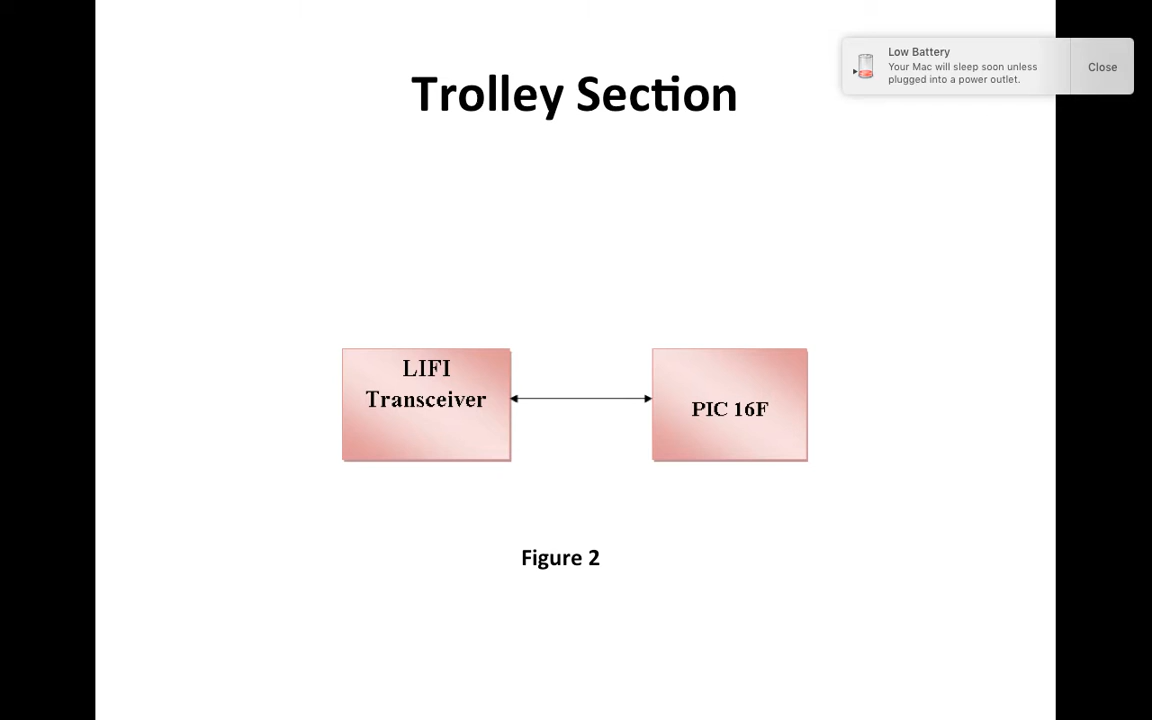 Trolley Section
Low Battery
Your Mac will sleep soon unless
plugged into a power outlet.
Close
LIFI
Transceiver
PIC 16F
Figure 2